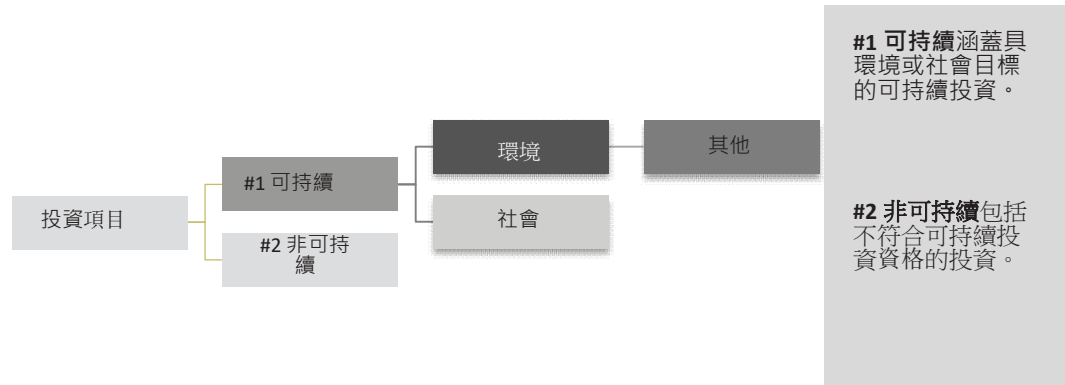 #1 可持續涵蓋具
環境或社會目標
的可持續投資。
環境
其他
#1 可持續
投資項目
社會
#2 非可持
續
#2 非可持續包括
不符合可持續投
資資格的投資。